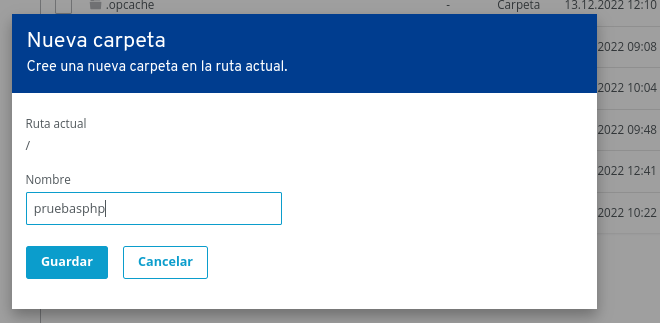 .opcache - Carpeta 13.12.2022 12:10
Nueva carpeta
Cree una nueva carpeta en la ruta actual.
2022 09:08
2022 10:04
Ruta actual
2022 09:48
/
2022 12:41
Nombre
pruebasphp
2022 10:22
Guardar Cancelar